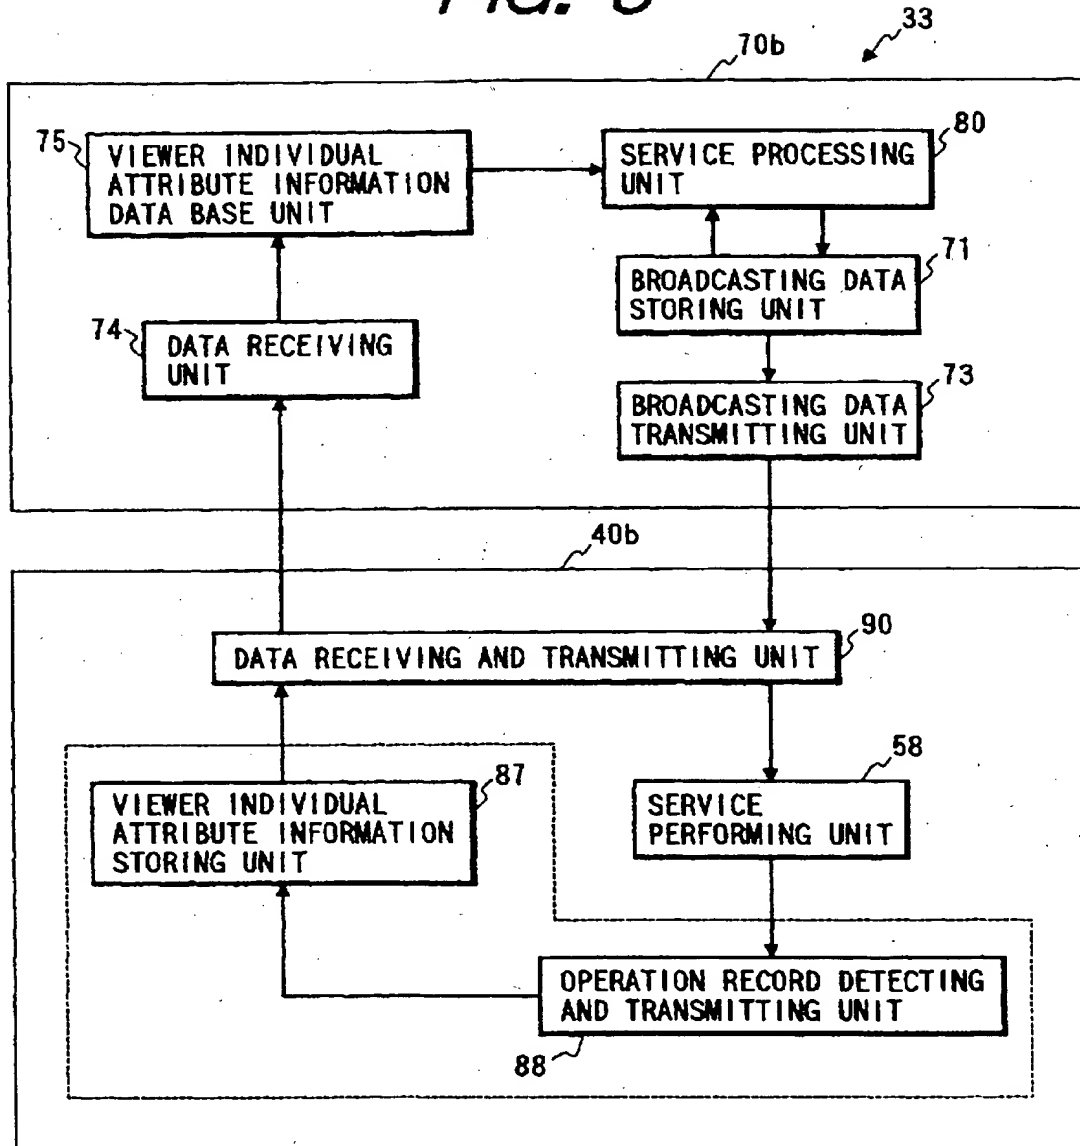 33
70b
75
VIEWER INDIVIDUAL
ATTRIBUTE INFORMATION
DATA BASE UNIT
SERVICE PROCESSING
UNIT
80
BROADCASTING DATA
STORING UNIT
71
74
DATA RECEIVING
UNIT
BROADCASTING DATA
TRANSMITTING UNIT
73
40b
DATA RECEIVING AND TRANSMITTING UNIT
90
VIEWER INDIVIDUAL
ATTRIBUTE INFORMATION
STORING UNIT
87
SERVICE
PERFORMING UNIT
58
OPERATION RECORD DETECTING
AND TRANSMITTING UNIT
88